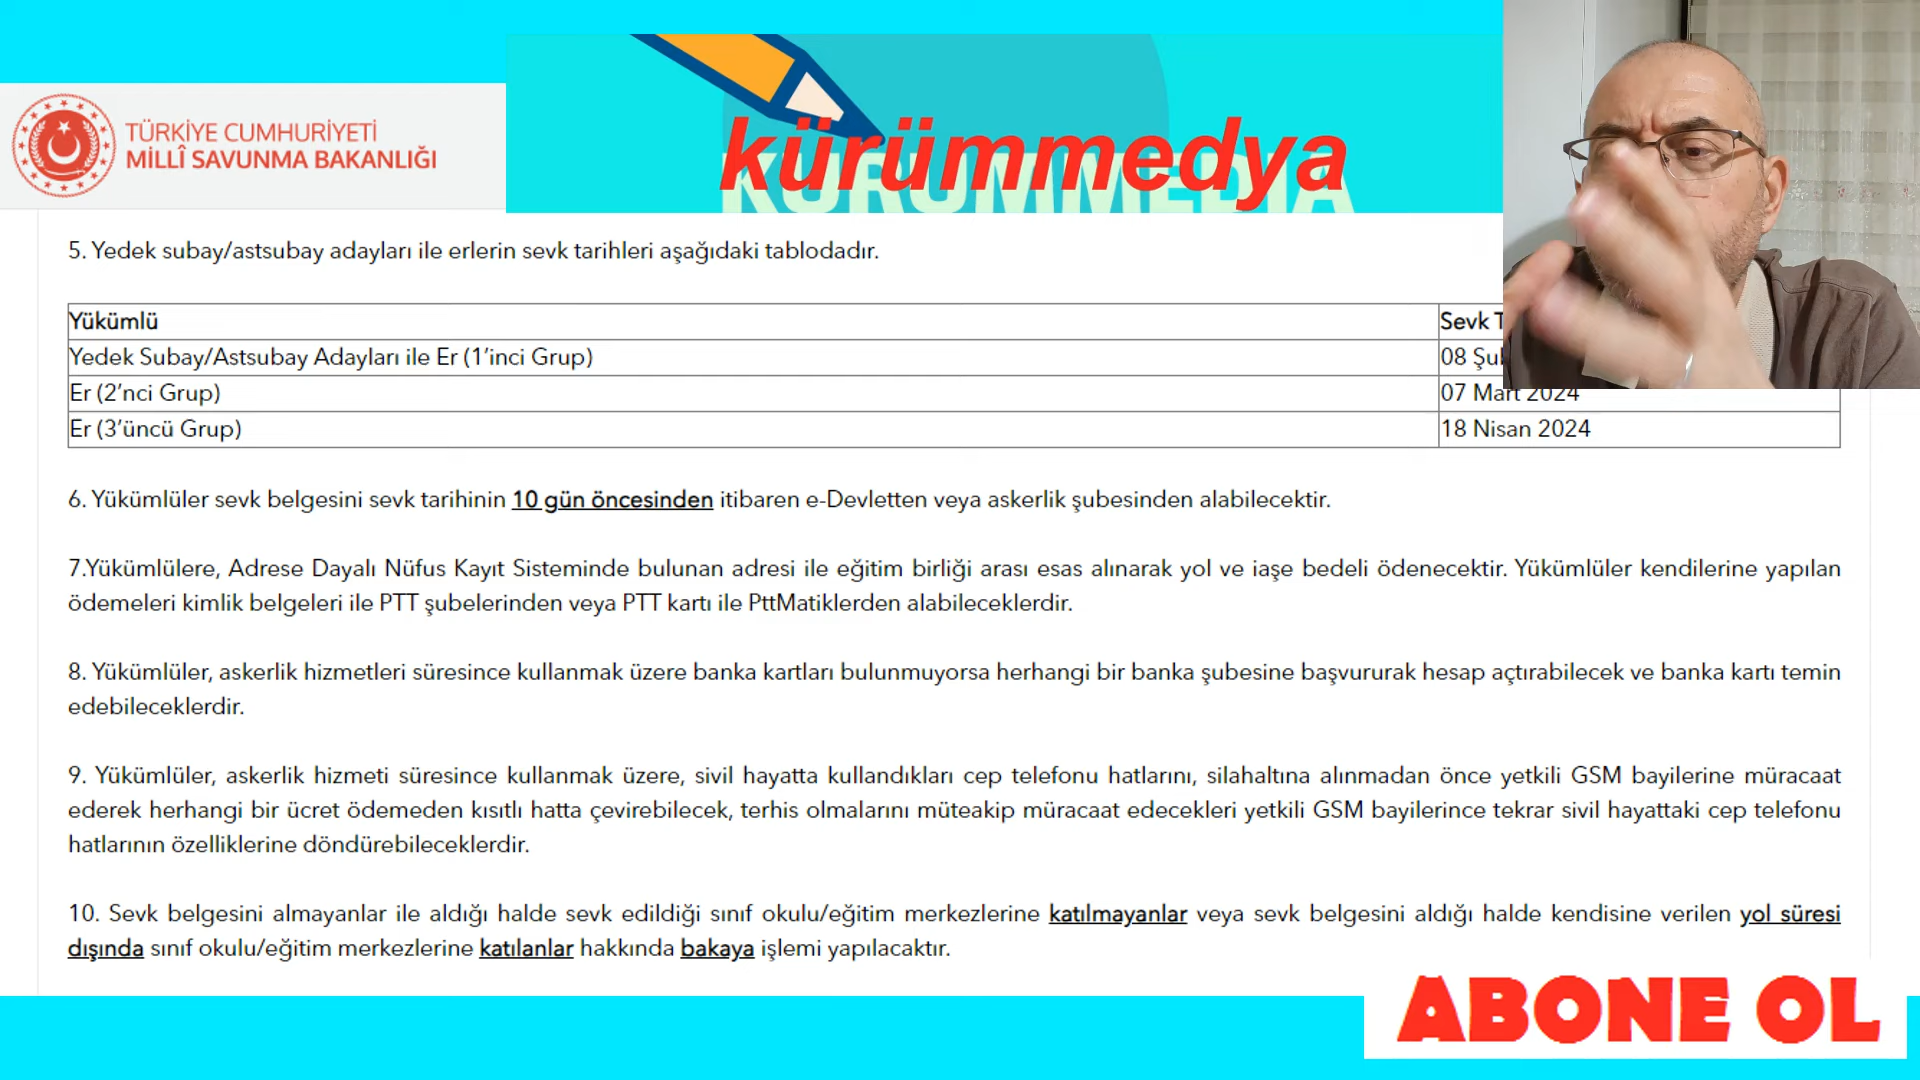 TÜRKİYE CUMHURİYETİ
MİLLÎ SAVUNMA BAKANLIĞI
kürümmedya
KÜRÜMMEDİA
5. Yedek subay/astsubay adayları ile erlerin sevk tarihleri aşağıdaki tablodadır.
Yükümlü Sevk
Yedek Subay/Astsubay Adayları ile Er (1’inci Grup) 08
Er (2’nci Grup) 07 Mart 2024
Er (3’üncü Grup) 18 Nisan 2024
6. Yükümlüler sevk belgesini sevk tarihinin 10 gün öncesinden itibaren e-Devletten veya askerlik şubesinden alabilecektir.
7.Yükümlülere, Adrese Dayalı Nüfus Kayıt Sisteminde bulunan adresi ile eğitim birliği arası esas alınarak yol ve iaşe bedeli ödenecektir. Yükümlüler kendilerine yapılan
ödemeleri kimlik belgeleri ile PTT şubelerinden veya PTT kartı ile PttMatiklerden alabileceklerdir.
8. Yükümlüler, askerlik hizmetleri süresince kullanmak üzere banka kartları bulunmuyorsa herhangi bir banka şubesine başvururak hesap açtırabilecek ve banka kartı temin
edebileceklerdir.
9. Yükümlüler, askerlik hizmeti süresince kullanmak üzere, sivil hayatta kullandıkları cep telefonu hatlarını, silahaltına alınmadan önce yetkili GSM bayilerine müracaat
ederek herhangi bir ücret ödemeden kısıtlı hatta çevirebilecek, terhis olmalarını müteakip müracaat edecekleri yetkili GSM bayilerince tekrar sivil hayattaki cep telefonu
hatlarının özelliklerine döndürebileceklerdir.
10. Sevk belgesini almayanlar ile aldığı halde sevk edildiği sınıf okulu/eğitim merkezlerine katılmayanlar veya sevk belgesini aldığı halde kendisine verilen yol süresi
dışında sınıf okulu/eğitim merkezlerine katılanlar hakkında bakaya işlemi yapılacaktır.
ABONE OL